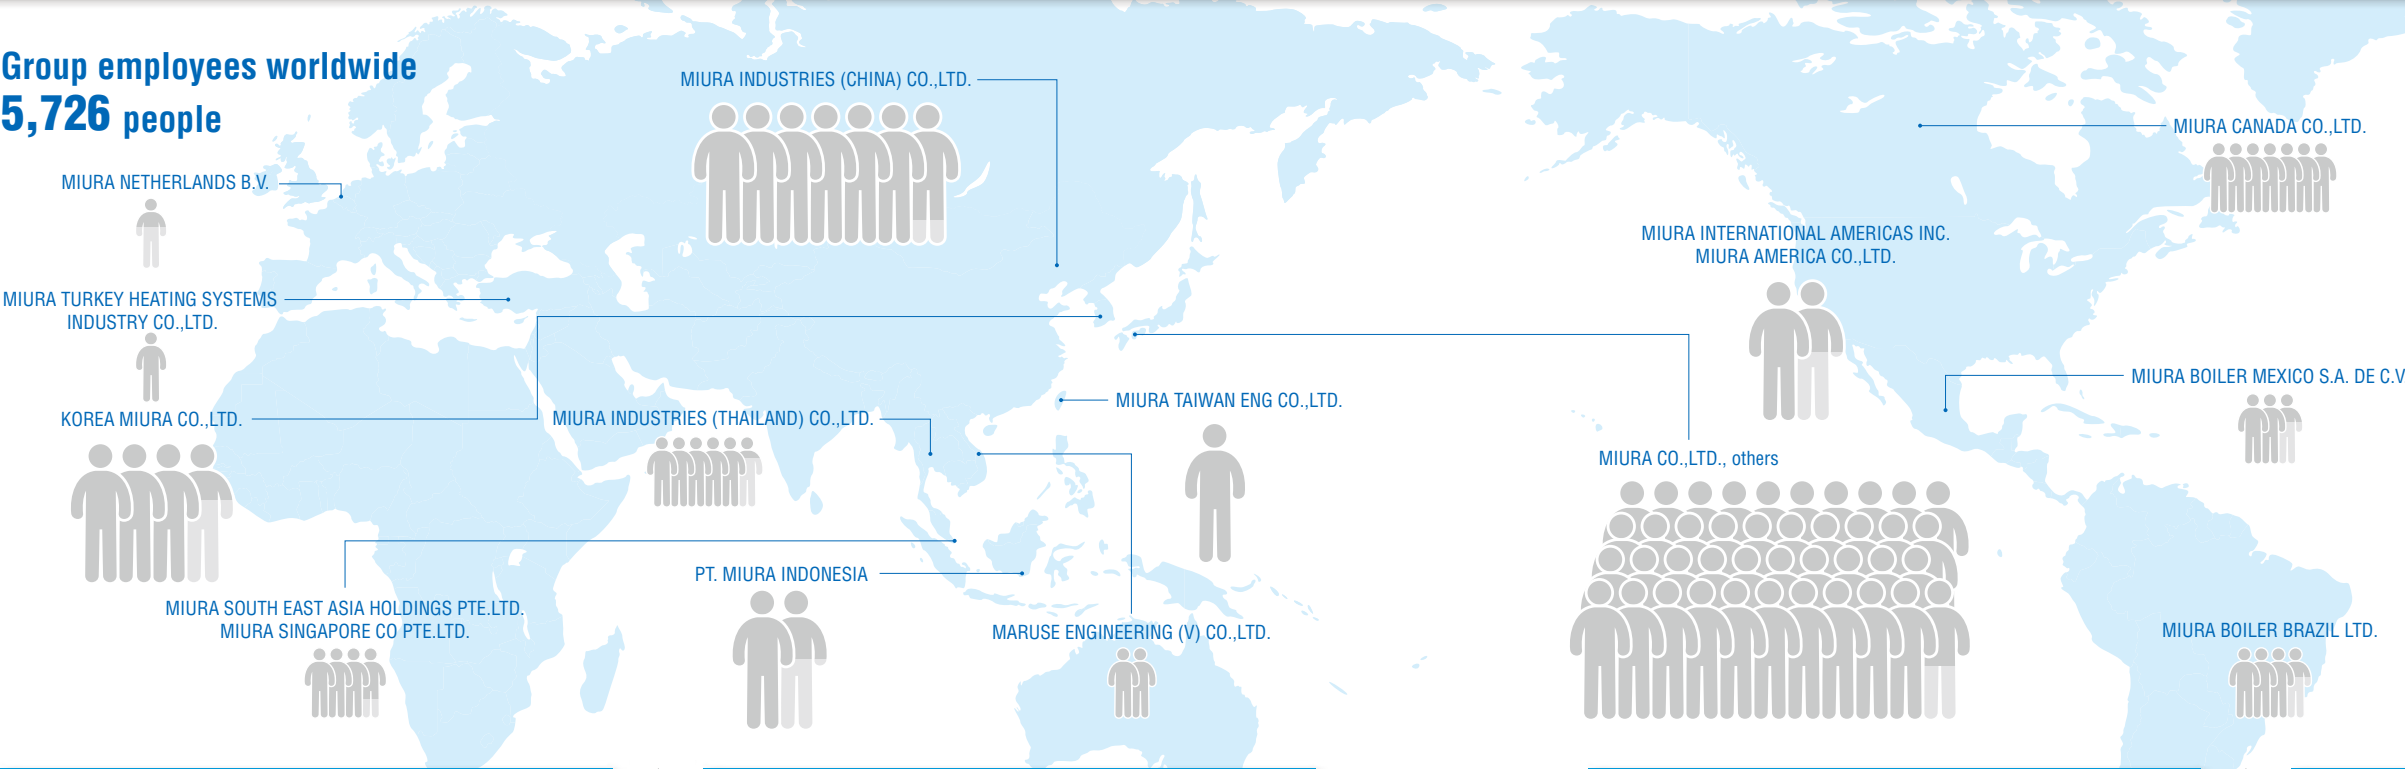 Group employees worldwide
5,726 people
MIURA INDUSTRIES (CHINA) CO.,LTD.
MIURA CANADA CO.,LTD.
MIURA NETHERLANDS B.V.
MIURA INTERNATIONAL AMERICAS INC.
MIURA AMERICA CO.,LTD.
MIURA TURKEY HEATING SYSTEMS
INDUSTRY CO.,LTD.
MIURA BOILER MEXICO S.A. DE C.V
MIURA TAIWAN ENG CO.,LTD.
KOREA MIURA CO.,LTD.
MIURA INDUSTRIES (THAILAND) CO.,LTD.
MIURA CO.,LTD., others
PT. MIURA INDONESIA
MIURA SOUTH EAST ASIA HOLDINGS PTE.LTD.
MIURA SINGAPORE CO PTE.LTD.
MARUSE ENGINEERING (V) CO.,LTD.
MIURA BOILER BRAZIL LTD.